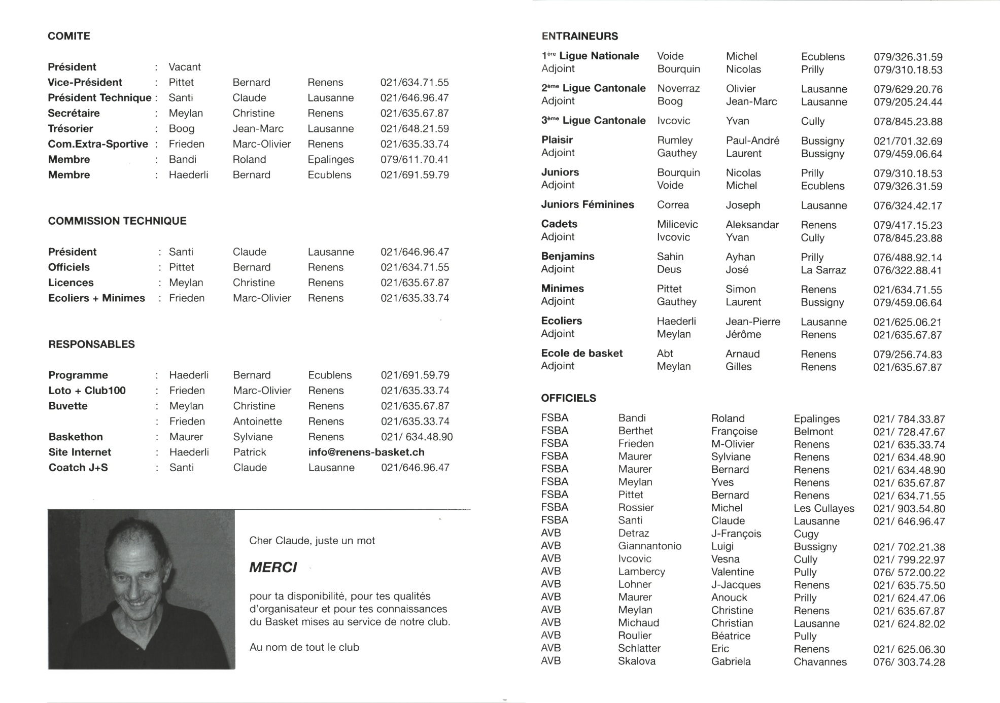 COMITE
Président : Vacant
Vice-Président : Pittet Bernard Renens 021/634.71.55
Président Technique : Santi Claude Lausanne 021/646.96.47
Secrétaire : Meylan Christine Renens 021/635.67.87
Trésorier : Boog Jean-Marc Lausanne 021/648.21.59
Com.Extra-Sportive : Frieden Marc-Olivier Renens 021/635.33.74
Membre : Bandi Roland Epalinges 079/611.70.41
Membre : Haederli Bernard Ecublens 021/691.59.79
COMMISSION TECHNIQUE
Président : Santi Claude Lausanne 021/646.96.47
Officiels : Pittet Bernard Renens 021/634.71.55
Licences : Meylan Christine Renens 021/635.67.87
Ecoliers + Minimes : Frieden Marc-Olivier Renens 021/635.33.74
RESPONSABLES
Programme : Haederli Bernard Ecublens 021/691.59.79
Loto + Club100 : Frieden Marc-Olivier Renens 021/635.33.74
Buvette : Meylan Christine Renens 021/635.67.87
: Frieden Antoinette Renens 021/635.33.74
Baskethon : Maurer Sylviane Renens 021/ 634.48.90
Site Internet : Haederli Patrick info@renens-basket.ch
Coatch J+S : Santi Claude Lausanne 021/646.96.47
Cher Claude, juste un mot
MERCI
pour ta disponibilité, pour tes qualités
d'organisateur et pour tes connaissances
du Basket mises au service de notre club.
Au nom de tout le club
ENTRAINEURS
1ère Ligue Nationale Voide Michel Ecublens 079/326.31.59
Adjoint Bourquin Nicolas Prilly 079/310.18.53
2ème Ligue Cantonale Noverraz Olivier Lausanne 079/629.20.76
Adjoint Boog Jean-Marc Lausanne 079/205.24.44
3ème Ligue Cantonale Ivcovic Yvan Cully 078/845.23.88
Plaisir Rumley Paul-André Bussigny 021/701.32.69
Adjoint Gauthey Laurent Bussigny 079/459.06.64
Juniors Bourquin Nicolas Prilly 079/310.18.53
Adjoint Voide Michel Ecublens 079/326.31.59
Juniors Féminines Correa Joseph Lausanne 076/324.42.17
Cadets Milicevic Aleksandar Renens 079/417.15.23
Adjoint Ivcovic Yvan Cully 078/845.23.88
Benjamins Sahin Ayhan Prilly 076/488.92.14
Adjoint Deus José La Sarraz 076/322.88.41
Minimes Pittet Simon Renens 021/634.71.55
Adjoint Gauthey Laurent Bussigny 079/459.06.64
Ecoliers Haederli Jean-Pierre Lausanne 021/625.06.21
Adjoint Meylan Jérôme Renens 021/635.67.87
Ecole de basket Abt Arnaud Renens 079/256.74.83
Adjoint Meylan Gilles Renens 021/635.67.87
OFFICIELS
FSBA Bandi Roland Epalinges 021/ 784.33.87
FSBA Berthet Françoise Belmont 021/ 728.47.67
FSBA Frieden M-Olivier Renens 021/ 635.33.74
FSBA Maurer Sylviane Renens 021/ 634.48.90
FSBA Maurer Bernard Renens 021/ 634.48.90
FSBA Meylan Yves Renens 021/ 635.67.87
FSBA Pittet Bernard Renens 021/ 634.71.55
FSBA Rossier Michel Les Cullayes 021/ 903.54.80
FSBA Santi Claude Lausanne 021/ 646.96.47
AVB Detraz J-François Cugy
AVB Giannantonio Luigi Bussigny 021/ 702.21.38
AVB Ivcovic Vesna Cully 021/ 799.22.97
AVB Lambercy Valentine Pully 076/ 572.00.22
AVB Lohner J-Jacques Renens 021/ 635.75.50
AVB Maurer Anouck Prilly 021/ 624.47.06
AVB Meylan Christine Renens 021/ 635.67.87
AVB Michaud Christian Lausanne 021/ 624.82.02
AVB Roulier Béatrice Pully
AVB Schlatter Eric Renens 021/ 625.06.30
AVB Skalova Gabriela Chavannes 076/ 303.74.28